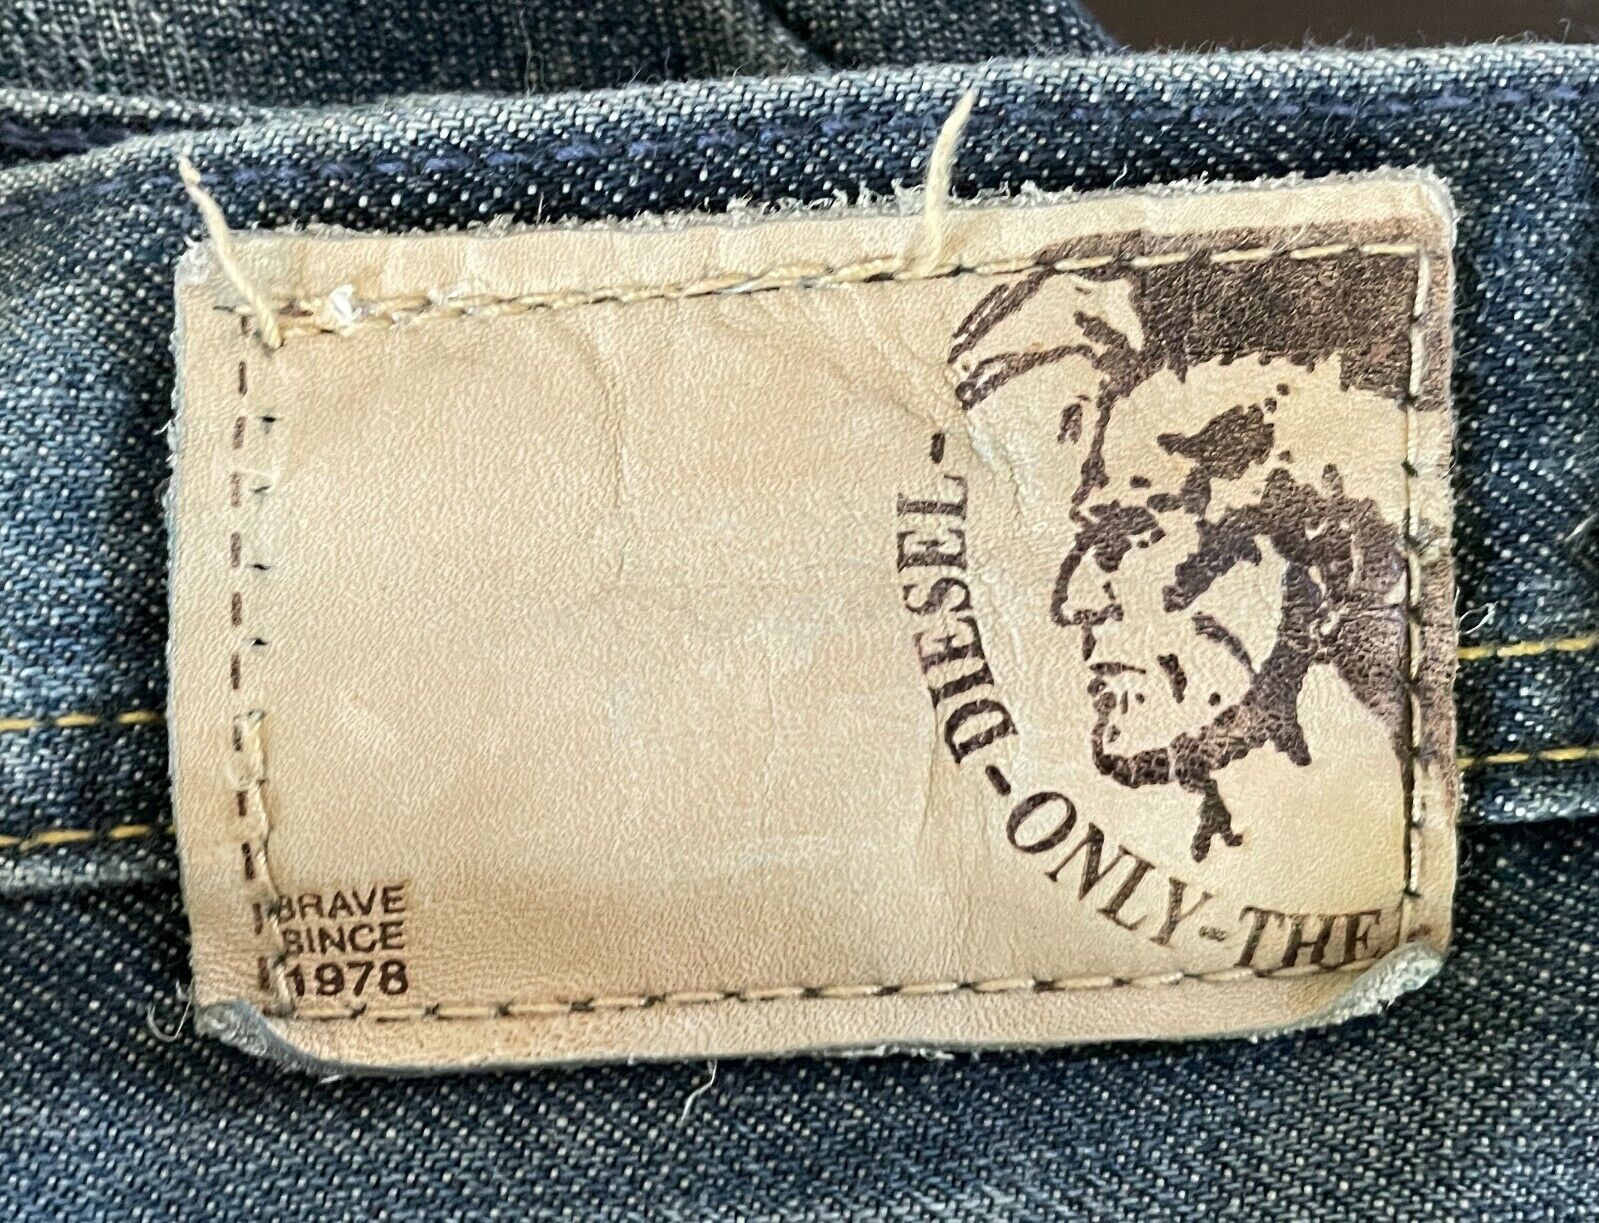 -DIESEL-ONLY-THE
BRAVE
SINCE
1978